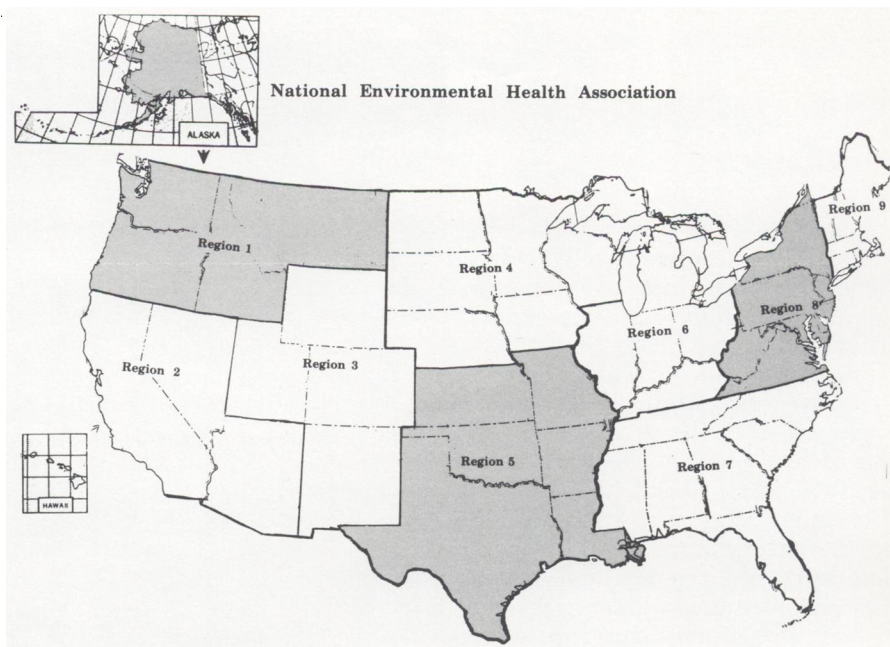 National Environmental Health Association
ALASKA
Region 9
Region 1
Region 4
Region 8
Region 6
Region 2
Region 3
Region 5
Region 7
HAWAII